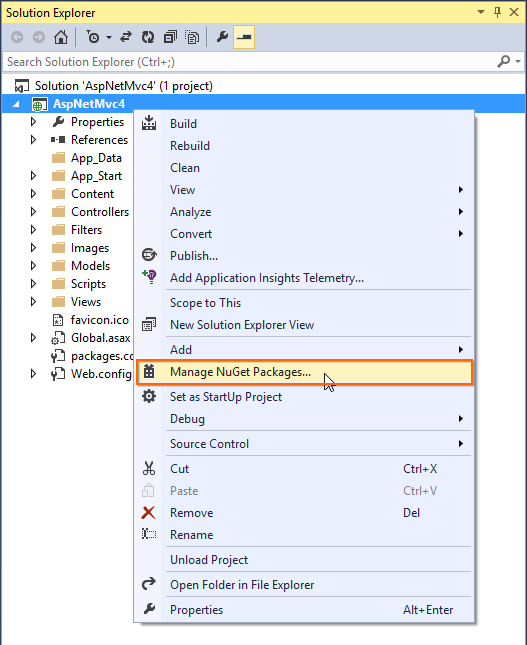 Solution Explorer
Search Solution Explorer (Ctrl+;)
Solution 'AspNetMvc4' (1 project)
AspNetMvc4
Properties
References
App_Data
App_Start
Content
Controllers
Filters
Images
Models
Scripts
Views
favicon.ico
Global.asax
packages.co
Web.config
Build
Rebuild
Clean
View
Analyze
Convert
Publish...
Add Application Insights Telemetry...
Scope to This
New Solution Explorer View
Add
Manage NuGet Packages...
Set as StartUp Project
Debug
Source Control
Cut Ctrl+X
Paste Ctrl+V
Remove Del
Rename
Unload Project
Open Folder in File Explorer
Properties Alt+Enter